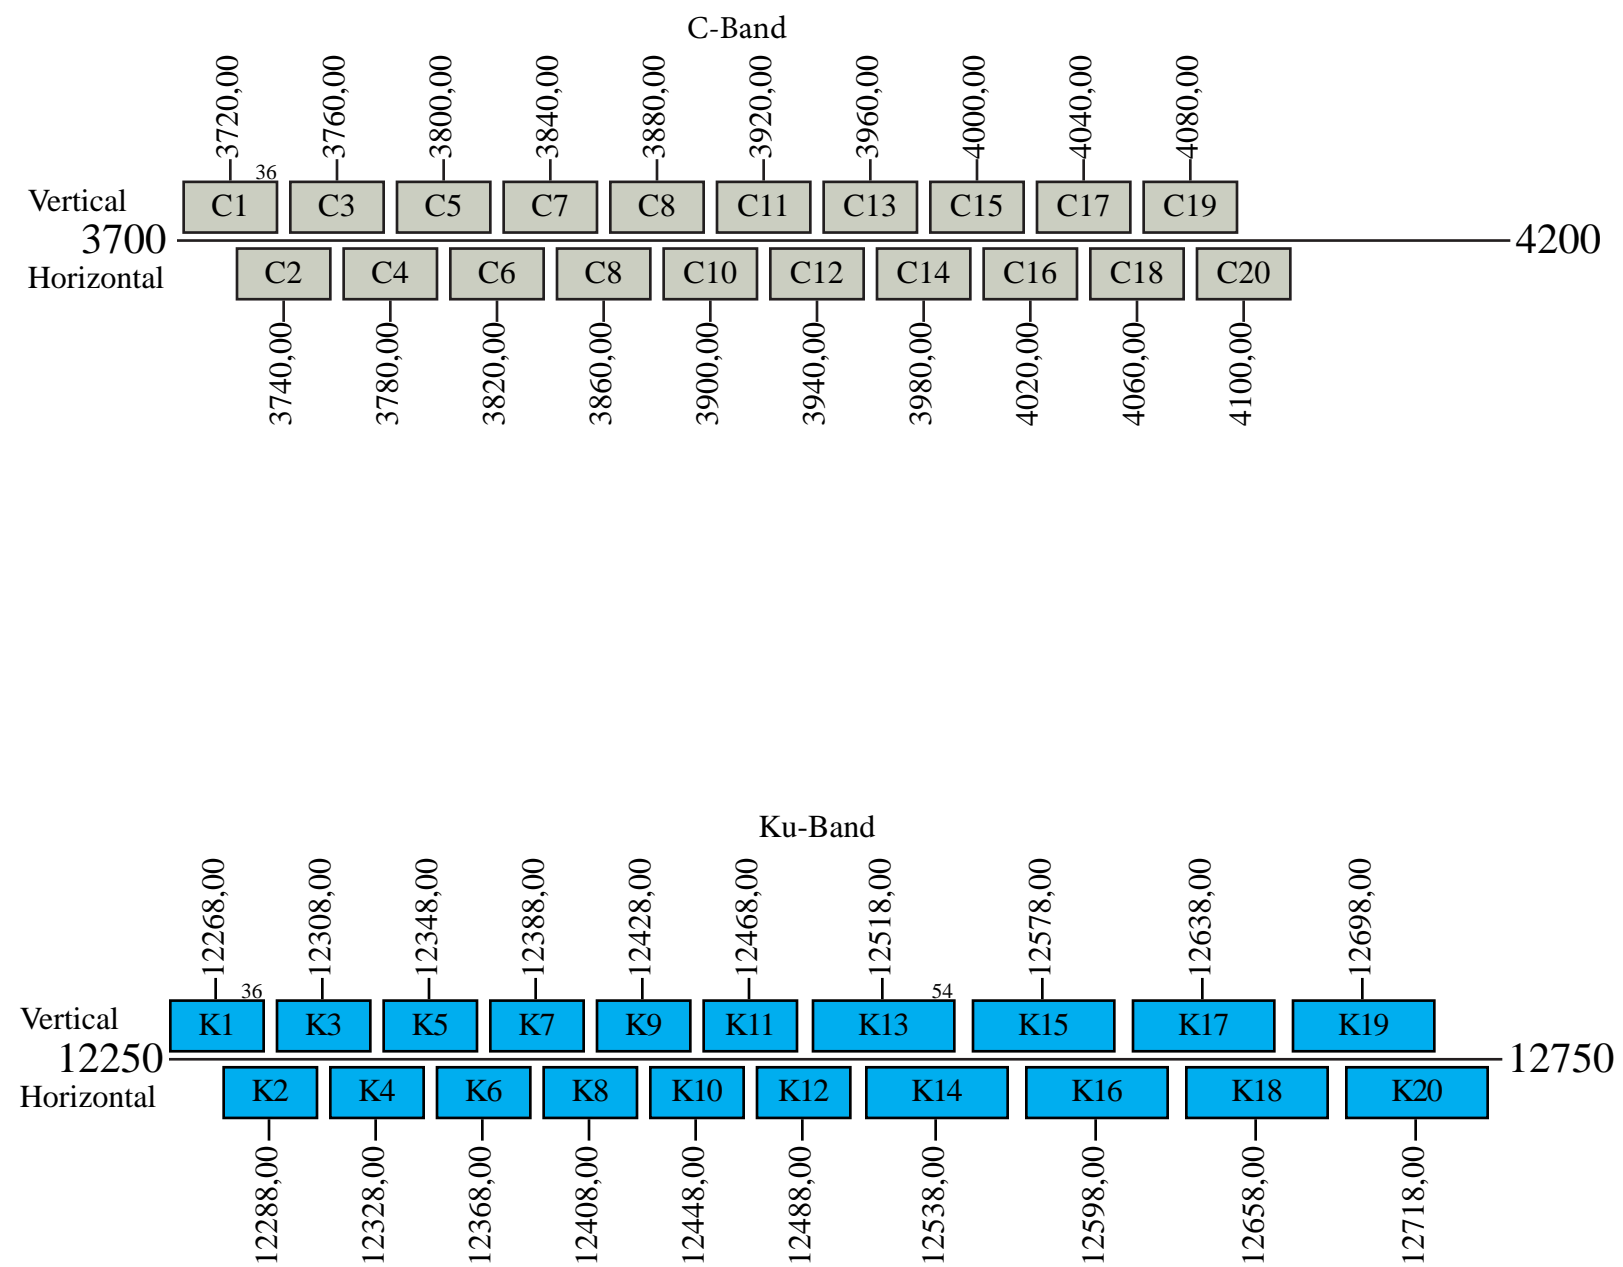 C-Band
3720,00 3760,00 3800,00 3840,00 3880,00 3920,00 3960,00 4000,00 4040,00 4080,00
36
Vertical C1 C3 C5 C7 C8 C11 C13 C15 C17 C19
3700 4200
Horizontal C2 C4 C6 C8 C10 C12 C14 C16 C18 C20
3740,00 3780,00 3820,00 3860,00 3900,00 3940,00 3980,00 4020,00 4060,00 4100,00
Ku-Band
12268,00 12308,00 12348,00 12388,00 12428,00 12468,00 12518,00 12578,00 12638,00 12698,00
36 54
Vertical K1 K3 K5 K7 K9 K11 K13 K15 K17 K19
12250 12750
Horizontal K2 K4 K6 K8 K10 K12 K14 K16 K18 K20
12288,00 12328,00 12368,00 12408,00 12448,00 12488,00 12538,00 12598,00 12658,00 12718,00